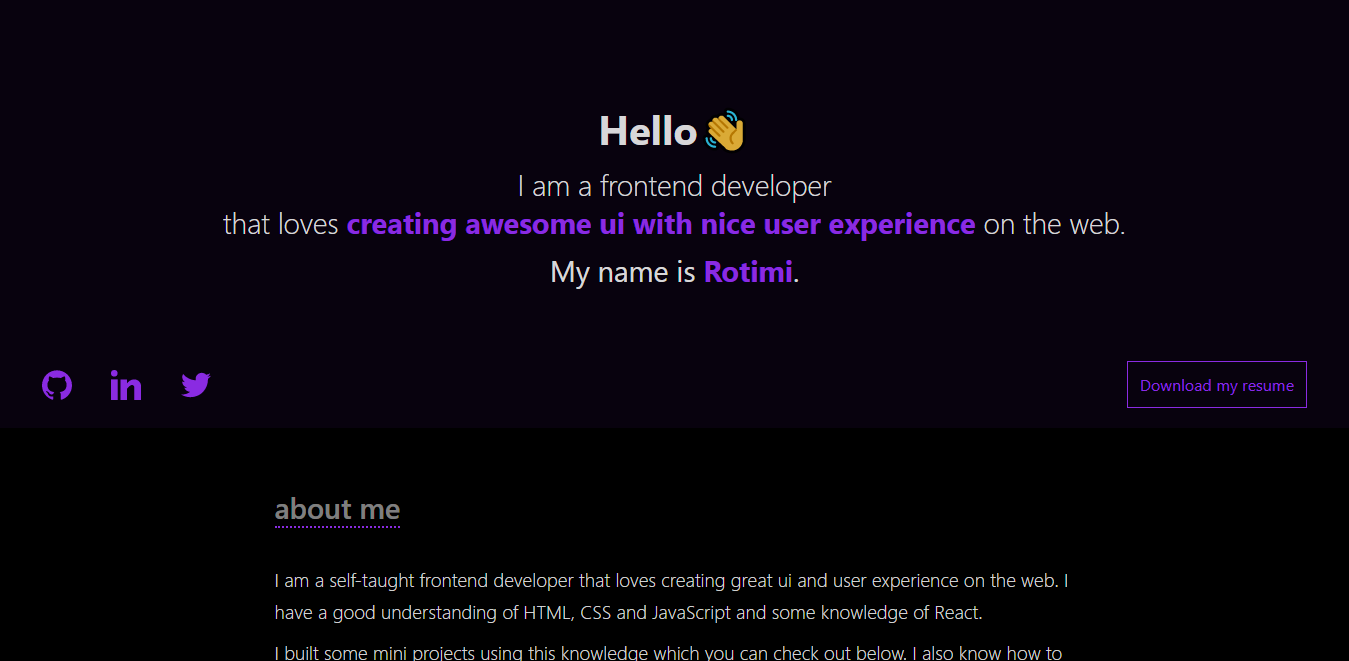 Hello 👋
I am a frontend developer
that loves creating awesome ui with nice user experience on the web.
My name is Rotimi.
Download my resume
about me
I am a self-taught frontend developer that loves creating great ui and user experience on the web. I
have a good understanding of HTML, CSS and JavaScript and some knowledge of React.
I built some mini projects using this knowledge which you can check out below. I also know how to